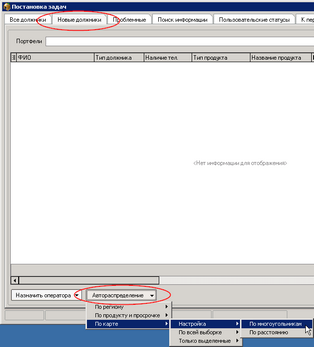 Постановка задач
Все должники Новые должники Проблемные Поиск информации Пользовательские статусы К пе
Портфели
ФИО Тип должника Наличие тел. Тип продукта Название продукта
<Нет информации для отображения>
Назначить оператора Автораспределение
По региону
По продукту и просрочке
По карте Настройка По многоугольникам
По всей выборке По расстоянию
Только выделенные